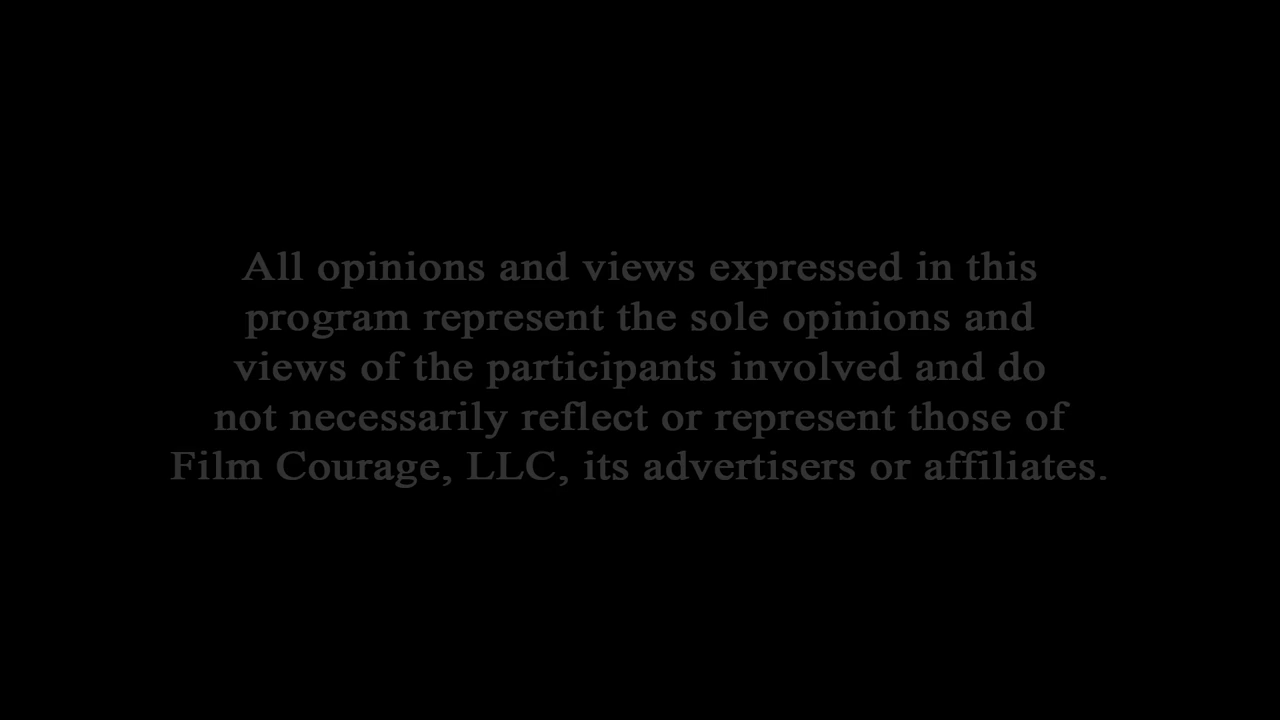 All opinions and views expressed in this
program represent the sole opinions and
views of the participants involved and do
not necessarily reflect or represent those of
Film Courage, LLC, its advertisers or affiliates.